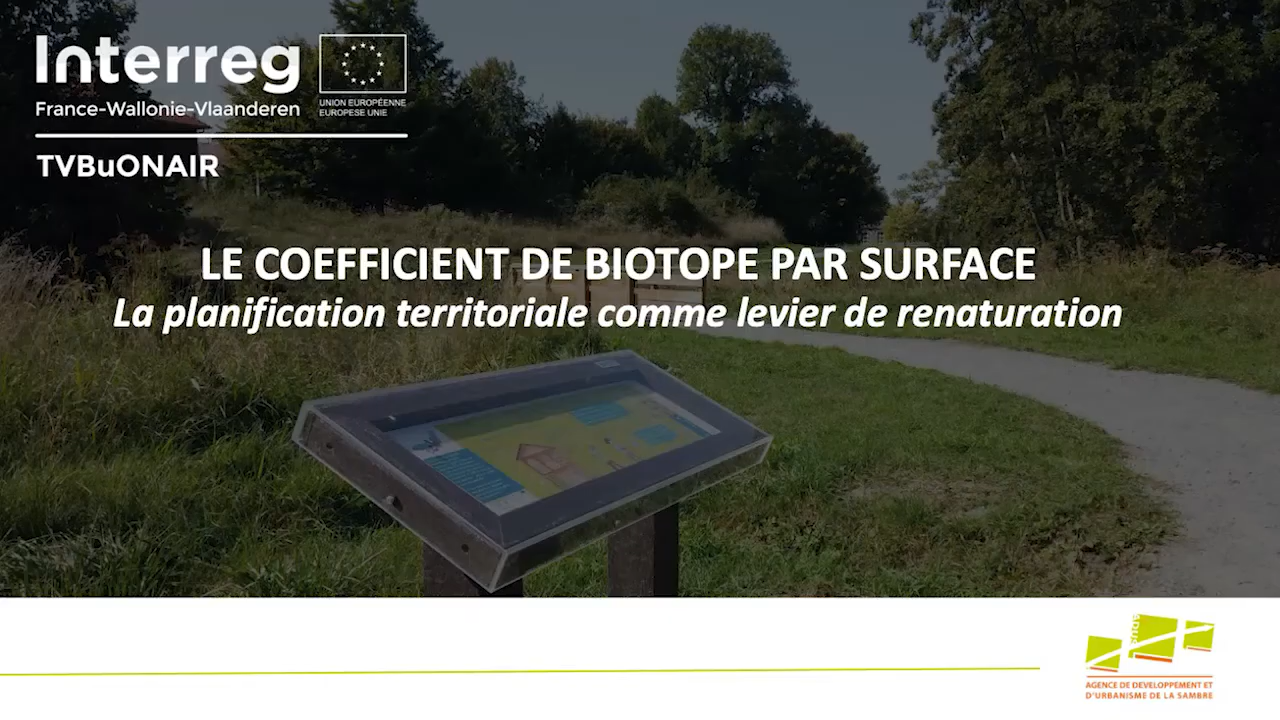 Interreg
France-Wallonie-Vlaanderen
UNION EUROPÉENNE
EUROPESE UNIE
TVBuONAIR
LE COEFFICIENT DE BIOTOPE PAR SURFACE
La planification territoriale comme levier de renaturation
ADUS
AGENCE DE DEVELOPPEMENT ET
D'URBANISME DE LA SAMBRE